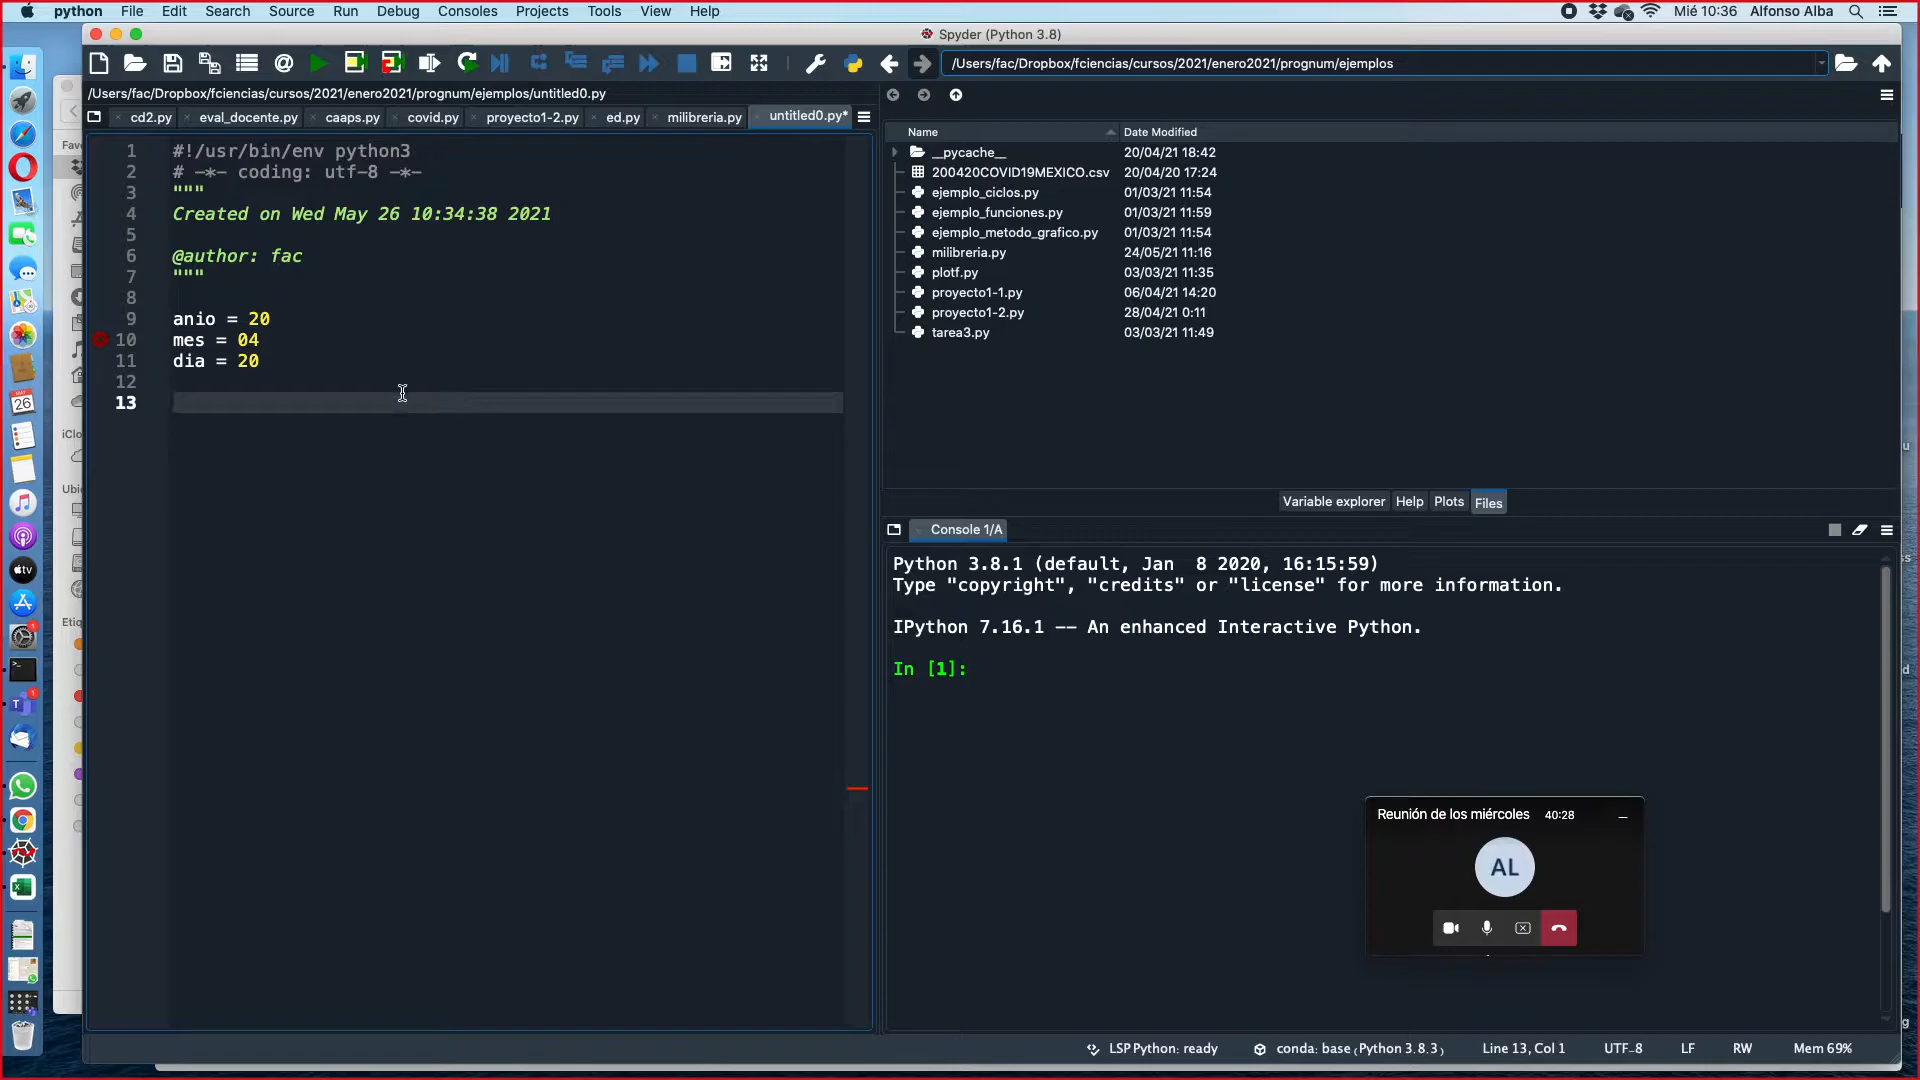 python File Edit Search Source Run Debug Consoles Projects Tools View Help Mié 10:36 Alfonso Alba
Spyder (Python 3.8)
/Users/fac/Dropbox/fciencias/cursos/2021/enero2021/prognum/ejemplos
/Users/fac/Dropbox/fciencias/cursos/2021/enero2021/prognum/ejemplos/untitled0.py
cd2.py eval_docente.py caaps.py covid.py proyecto1-2.py ed.py milibreria.py untitled0.py*
1 #!/usr/bin/env python3
2 # -*- coding: utf-8 -*-
3 """
4 Created on Wed May 26 10:34:38 2021
5
6 @author: fac
7 """
8
9 anio = 20
10 mes = 04
11 dia = 20
12
13
Name Date Modified
__pycache__ 20/04/21 18:42
200420COVID19MEXICO.csv 20/04/20 17:24
ejemplo_ciclos.py 01/03/21 11:54
ejemplo_funciones.py 01/03/21 11:59
ejemplo_metodo_grafico.py 01/03/21 11:54
milibreria.py 24/05/21 11:16
plotf.py 03/03/21 11:35
proyecto1-1.py 06/04/21 14:20
proyecto1-2.py 28/04/21 0:11
tarea3.py 03/03/21 11:49
Variable explorer Help Plots Files
Console 1/A
Python 3.8.1 (default, Jan  8 2020, 16:15:59)
Type "copyright", "credits" or "license" for more information.
IPython 7.16.1 -- An enhanced Interactive Python.
In [1]:
Reunión de los miércoles 40:28
AL
LSP Python: ready conda: base (Python 3.8.3) Line 13, Col 1 UTF-8 LF RW Mem 69%
Favo
iClo
Ubic
Etiq
26
tv